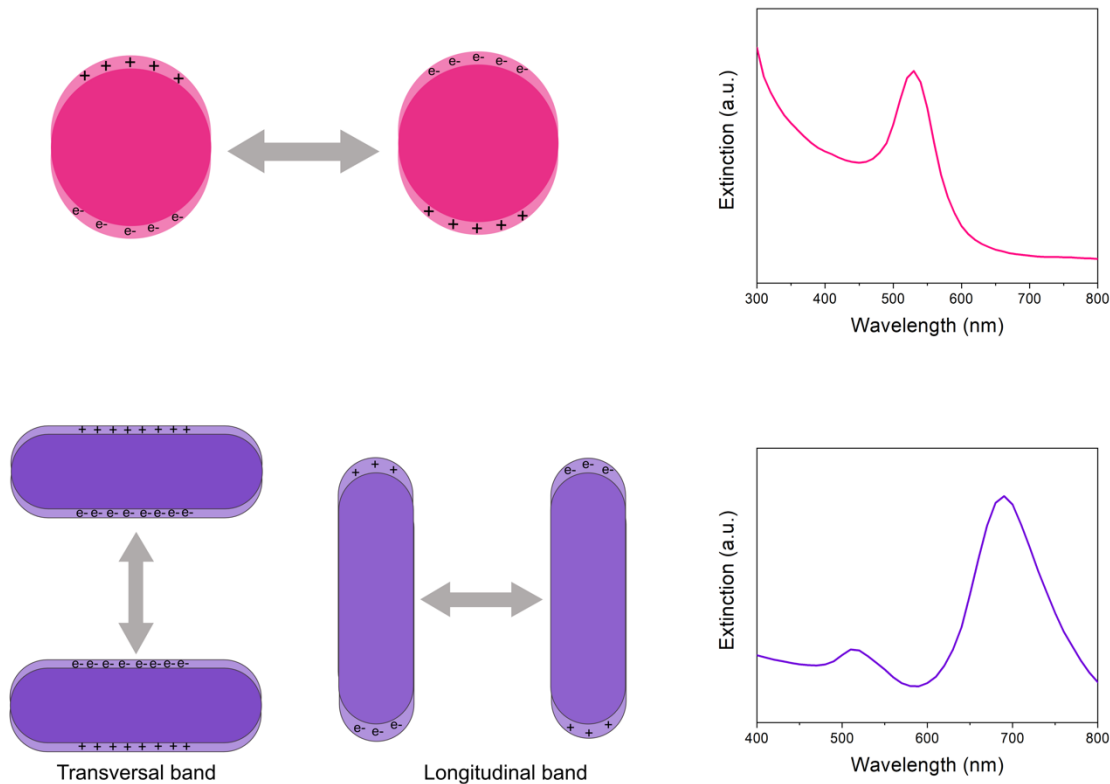 + + + + +
e- e- e- e- e-
e- e- e- e- e-
+ + + + +
Extinction (a.u.)
300 400 500 600 700 800
Wavelength (nm)
+ + + + + + + +
e- e- e- e- e- e- e- e-
e- e- e- e- e- e- e- e-
+ + + + + + + +
Transversal band
+ + +
e- e- e-
e- e- e-
+ + +
Longitudinal band
Extinction (a.u.)
400 500 600 700 800
Wavelength (nm)